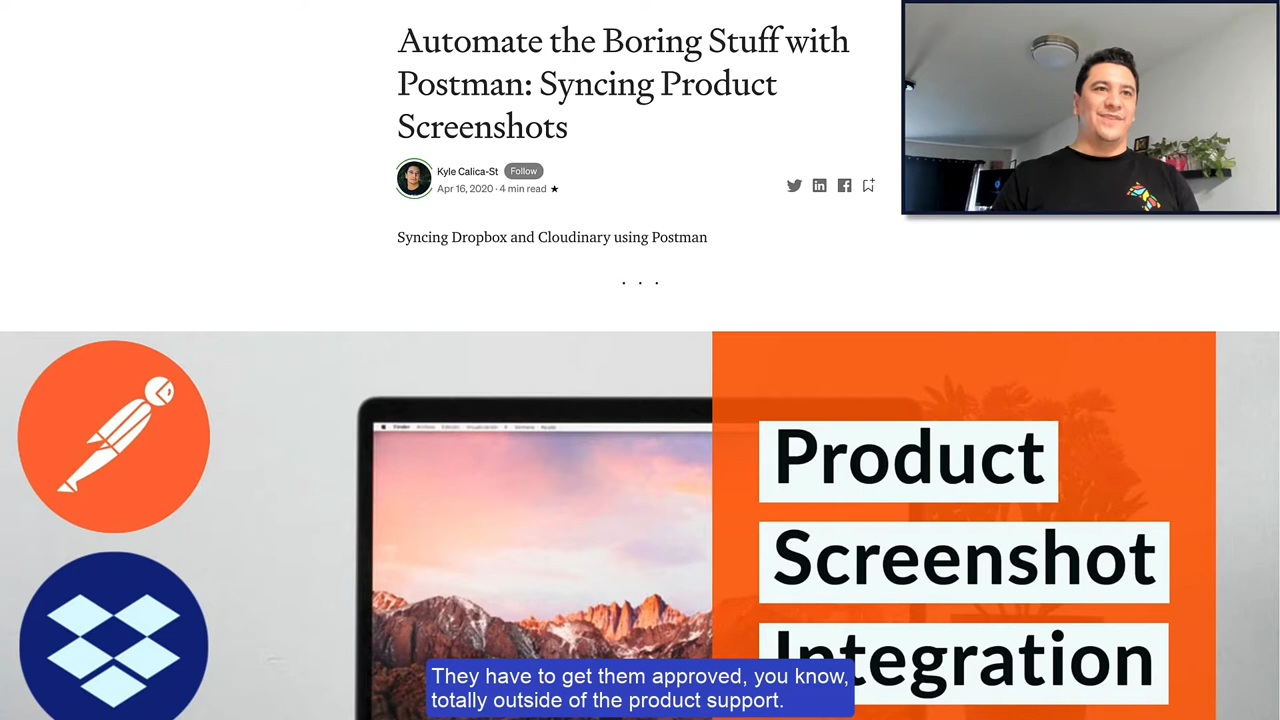 Automate the Boring Stuff with
Postman: Syncing Product
Screenshots
Kyle Calica-St
Follow
Apr 16, 2020 · 4 min read ★
Syncing Dropbox and Cloudinary using Postman
. . .
Product
Screenshot
Integration
They have to get them approved, you know,
totally outside of the product support.